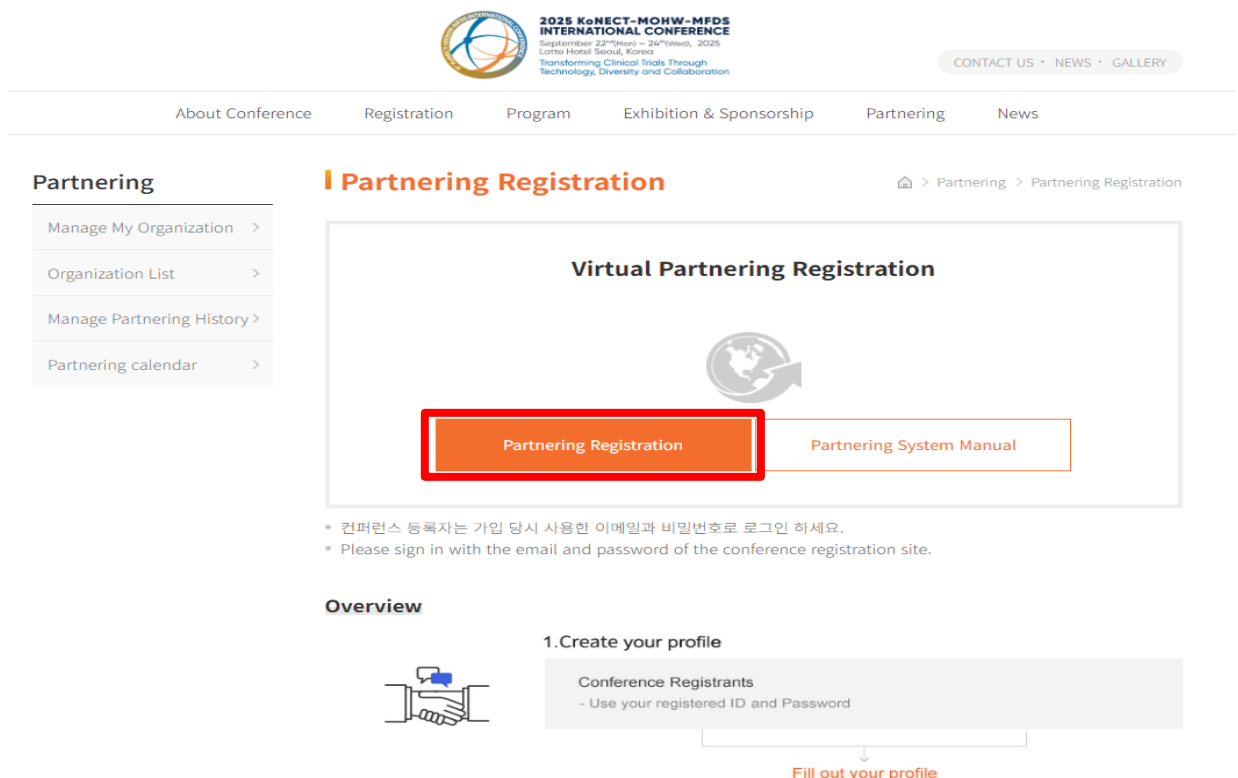 2025 KoNECT-MOHW-MFDS
INTERNATIONAL CONFERENCE
September 22nd(Mon) – 24th(Wed), 2025
Lotte Hotel Seoul, Korea
Transforming Clinical Trials Through
Technology, Diversity and Collaboration
CONTACT US · NEWS · GALLERY
About Conference Registration Program Exhibition & Sponsorship Partnering News
Partnering
Manage My Organization >
Organization List >
Manage Partnering History >
Partnering calendar >
Partnering Registration
> Partnering > Partnering Registration
Virtual Partnering Registration
Partnering Registration
Partnering System Manual
• 컨퍼런스 등록자는 가입 당시 사용한 이메일과 비밀번호로 로그인 하세요.
• Please sign in with the email and password of the conference registration site.
Overview
1.Create your profile
Conference Registrants
- Use your registered ID and Password
Fill out your profile